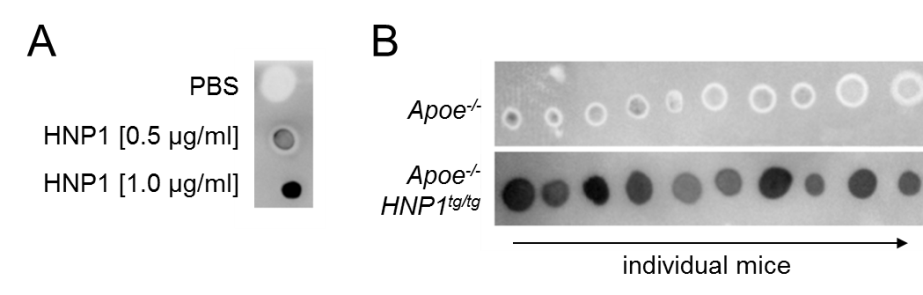 A
PBS
HNP1 [0.5 µg/ml]
HNP1 [1.0 µg/ml]
B
Apoe-/-
Apoe-/-
HNP1tg/tg
individual mice